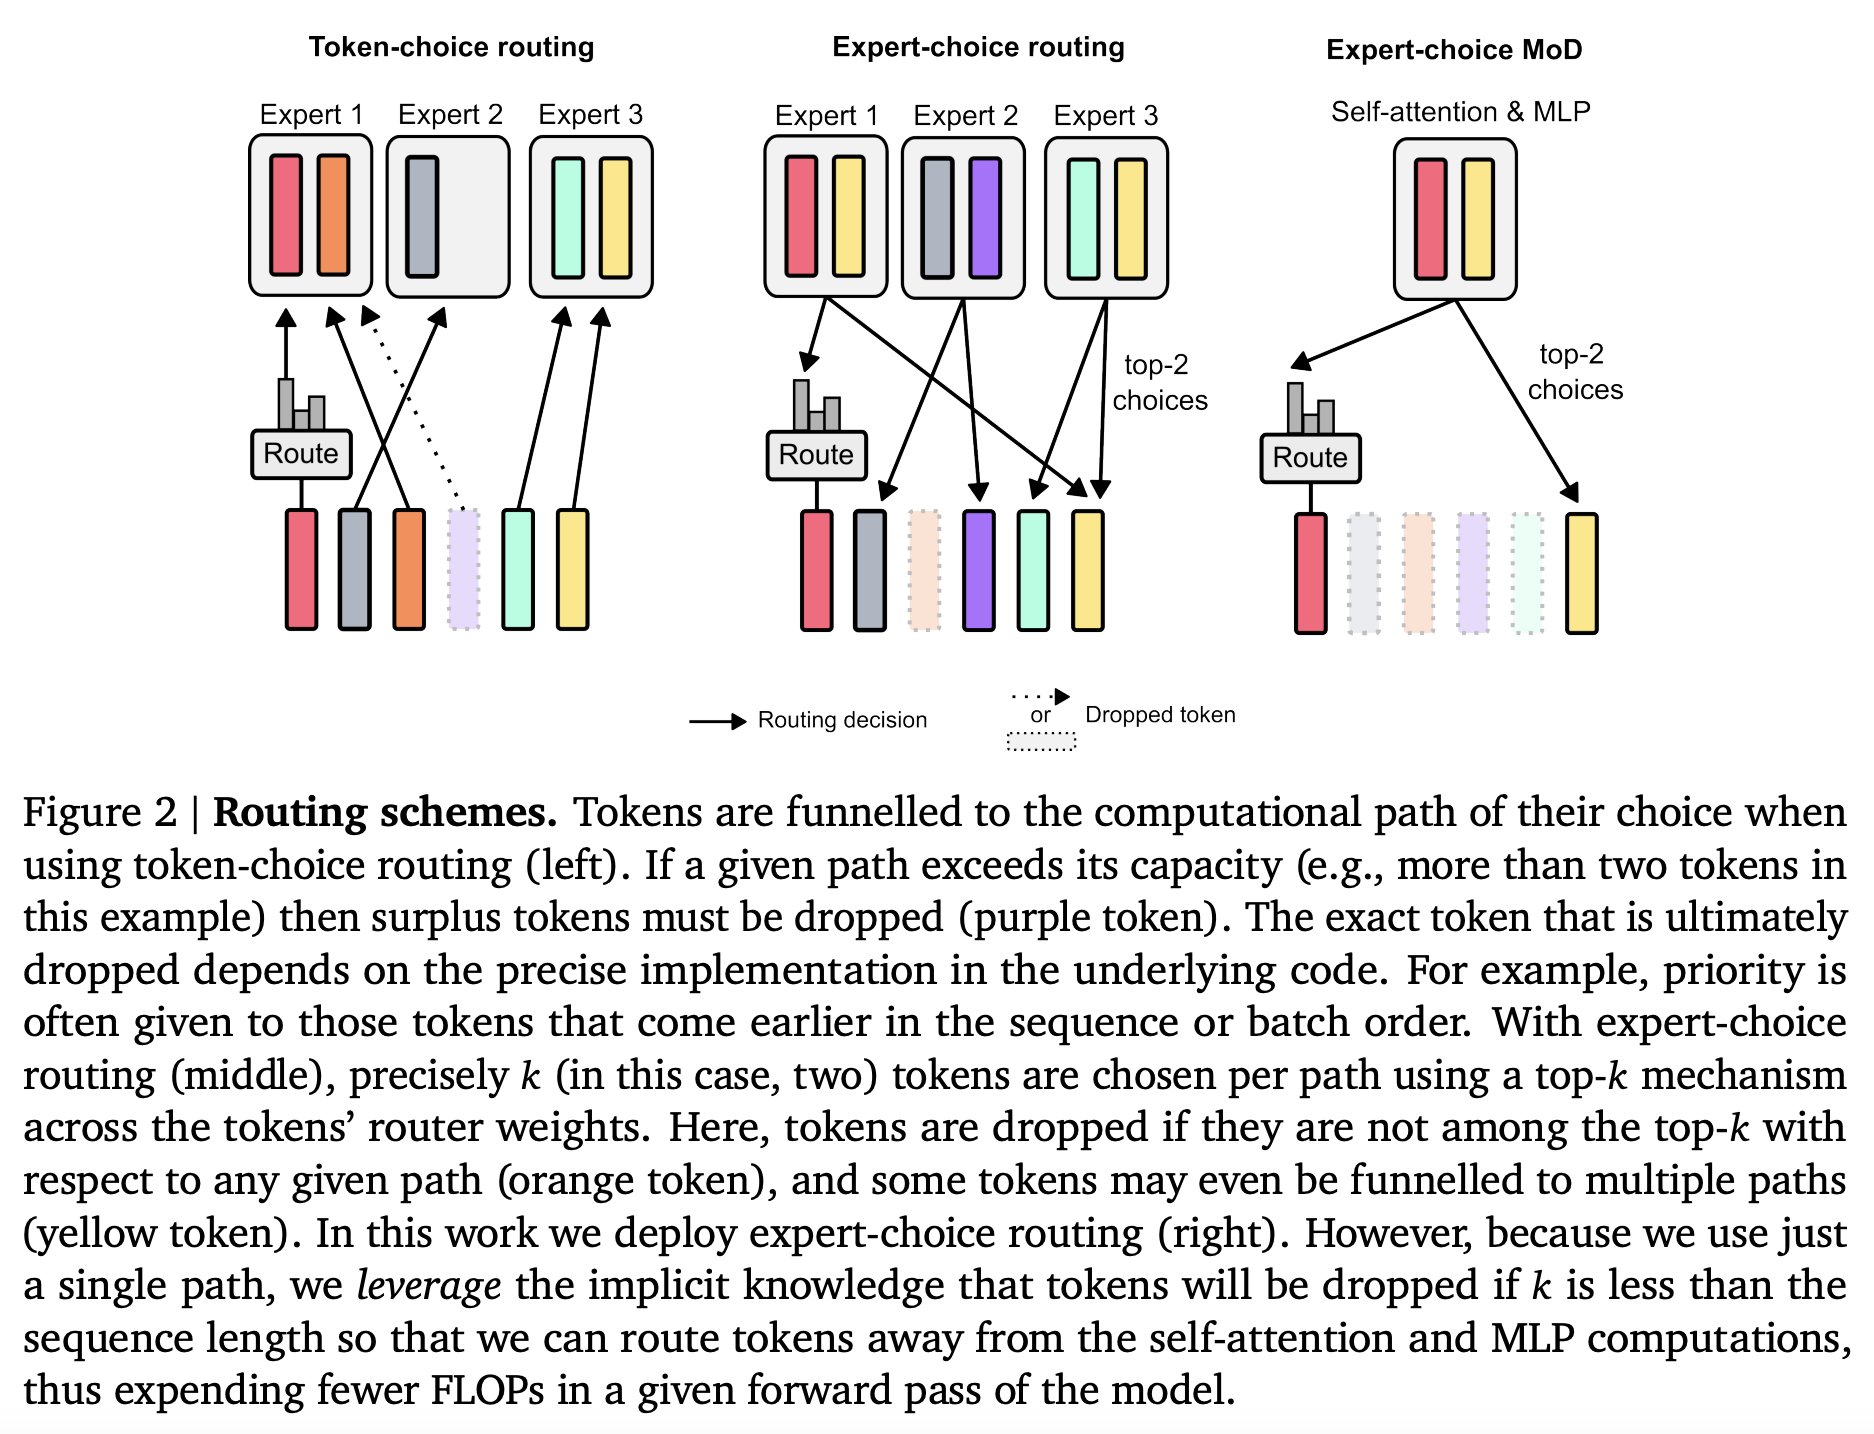 Token-choice routing
Expert-choice routing
Expert-choice MoD
Expert 1
Expert 2
Expert 3
Expert 1
Expert 2
Expert 3
Self-attention & MLP
top-2
choices
top-2
choices
Route
Route
Route
Routing decision
or
Dropped token
Figure 2 | Routing schemes. Tokens are funnelled to the computational path of their choice when
using token-choice routing (left). If a given path exceeds its capacity (e.g., more than two tokens in
this example) then surplus tokens must be dropped (purple token). The exact token that is ultimately
dropped depends on the precise implementation in the underlying code. For example, priority is
often given to those tokens that come earlier in the sequence or batch order. With expert-choice
routing (middle), precisely k (in this case, two) tokens are chosen per path using a top-k mechanism
across the tokens’ router weights. Here, tokens are dropped if they are not among the top-k with
respect to any given path (orange token), and some tokens may even be funnelled to multiple paths
(yellow token). In this work we deploy expert-choice routing (right). However, because we use just
a single path, we leverage the implicit knowledge that tokens will be dropped if k is less than the
sequence length so that we can route tokens away from the self-attention and MLP computations,
thus expending fewer FLOPs in a given forward pass of the model.